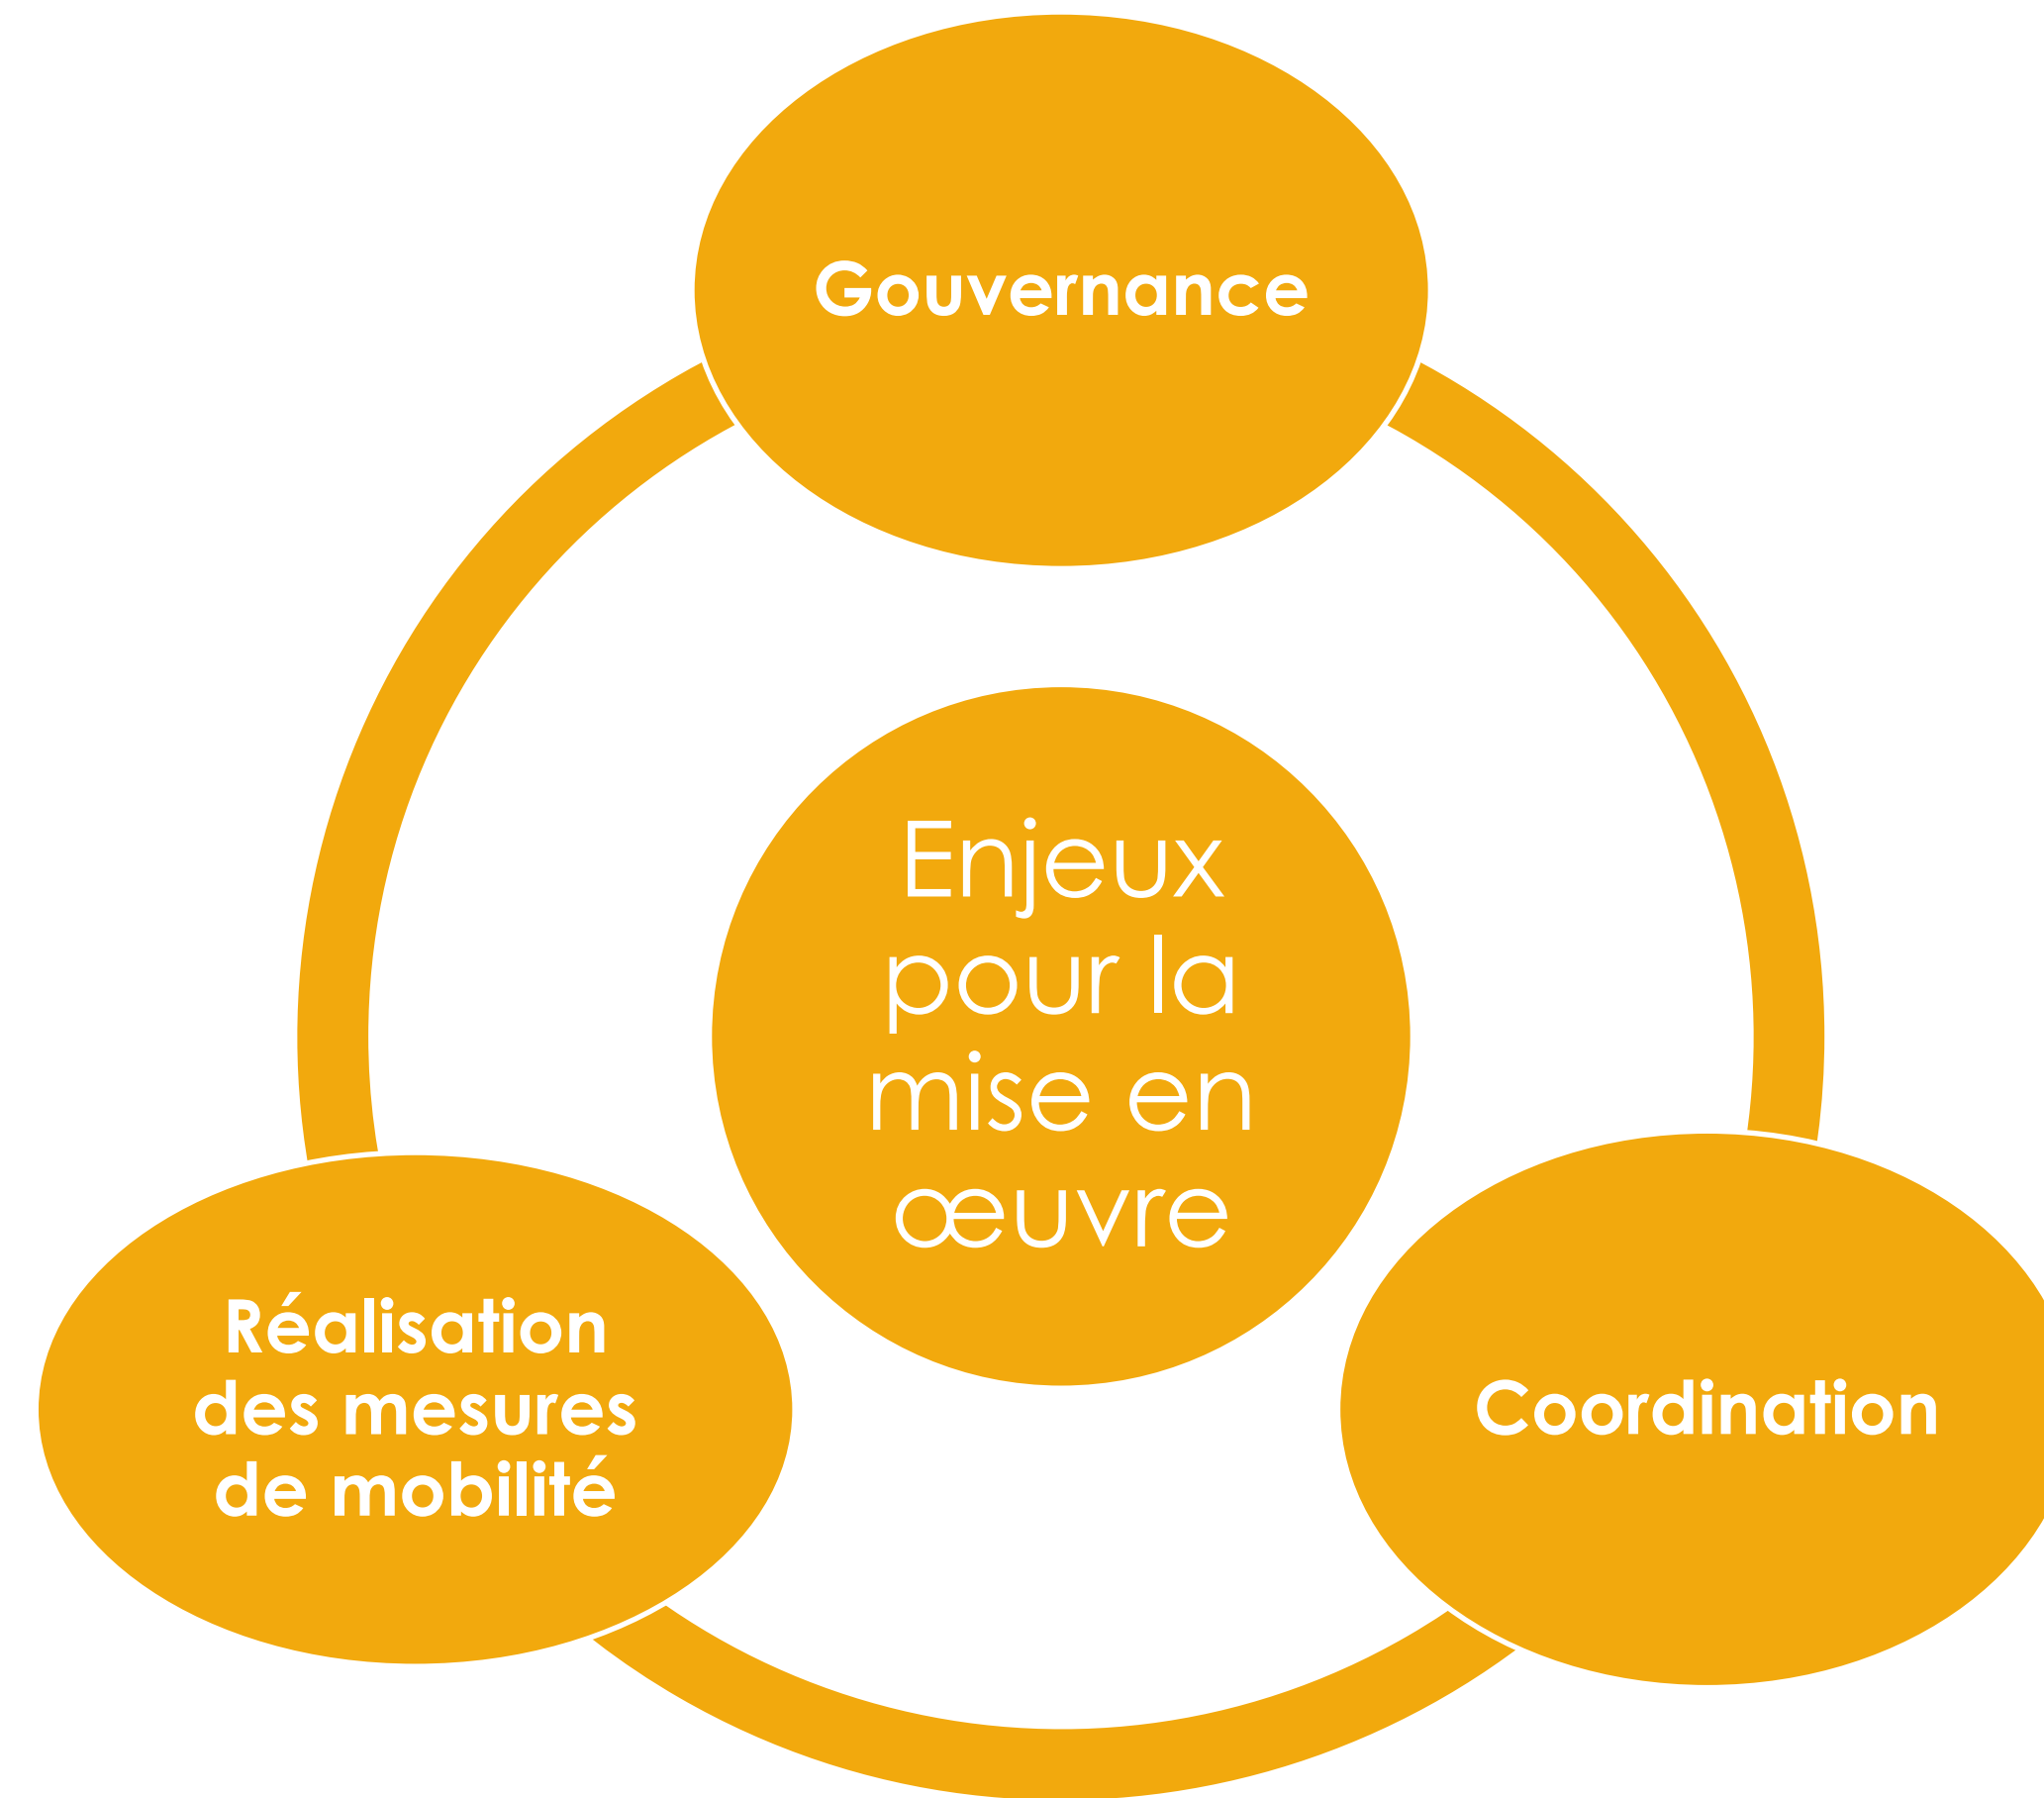 Gouvernance
Enjeux
pour la
mise en
œuvre
Réalisation
des mesures
de mobilité
Coordination